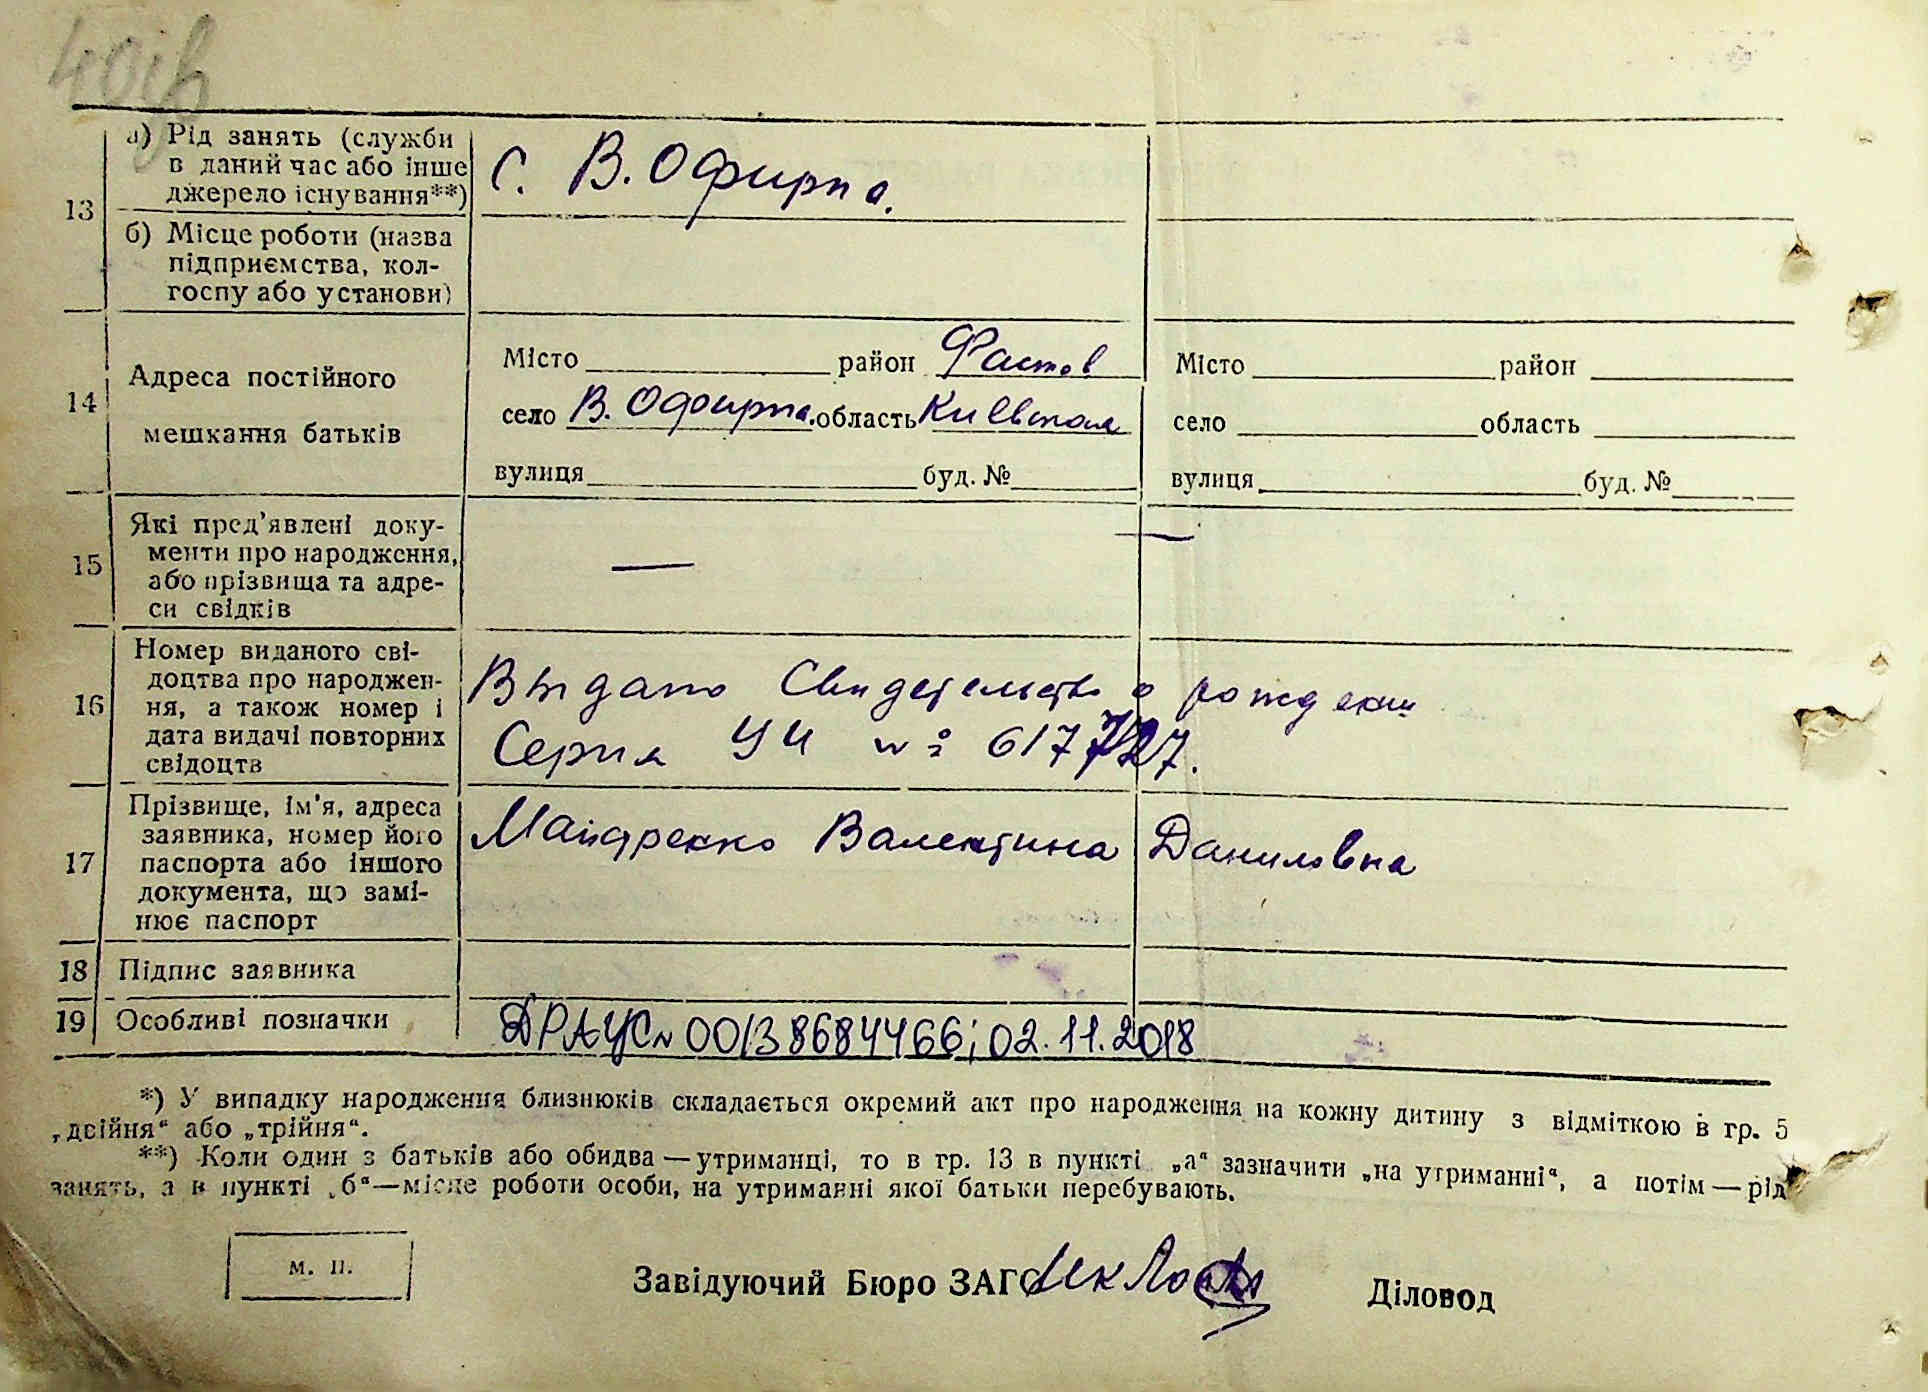 13
а) Рід занять (служби
в даний час або інше
джерело існування**)
с. В. Офирна.
б) Місце роботи (назва
підприємства, кол-
госпу або установи)
14
Адреса постійного
мешкання батьків
Місто район Фастов
село В. Офирна. область Киевская
вулиця буд. №
Місто район
село область
вулиця буд. №
15
Які пред’явлені доку-
менти про народження,
або прізвища та адре-
си свідків
—
—
16
Номер виданого сві-
доцтва про народжен-
ня, а також номер і
дата видачі повторних
свідоцтв
Выдано Свидетельство о рождении
Серия УИ № 617727.
17
Прізвище, ім’я, адреса
заявника, номер його
паспорта або іншого
документа, що замі-
нює паспорт
Валентина Даниловна
18 Підпис заявника
19 Особливі позначки
ДРАЦС № 00138684466; 02.11.2018
*) У випадку народження близнюків складається окремий акт про народження на кожну дитину з відміткою в гр. 5
„двійня“ або „трійня“.
**) Коли один з батьків або обидва — утриманці, то в гр. 13 в пункті „а“ зазначити „на утриманні“, а потім — рід
занять, а в пункті „б“ — місце роботи особи, на утриманні якої батьки перебувають.
М. П.
Завідуючий Бюро ЗАГС
Діловод